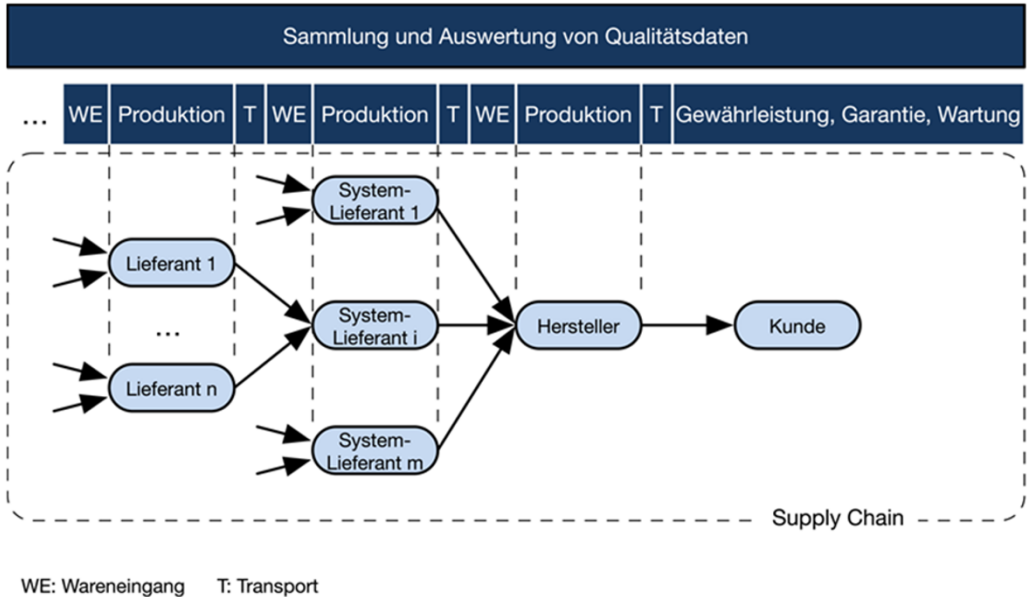 Sammlung und Auswertung von Qualitätsdaten
... WE Produktion T WE Produktion T WE Produktion T Gewährleistung, Garantie, Wartung
System-
Lieferant 1
Lieferant 1
...
System-
Lieferant i
Hersteller
Kunde
Lieferant n
System-
Lieferant m
Supply Chain
WE: Wareneingang T: Transport